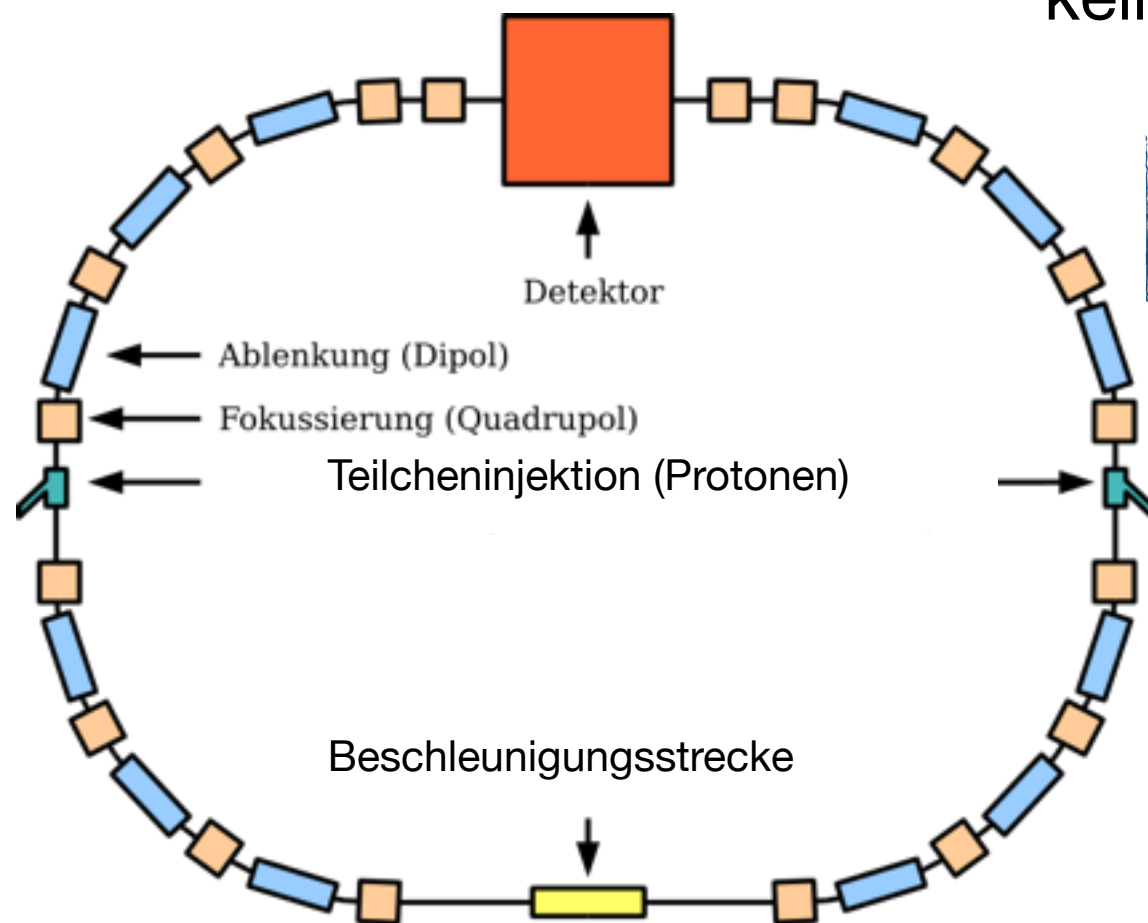 Detektor
Ablenkung (Dipol)
Fokussierung (Quadrupol)
Teilcheninjektion (Protonen)
Beschleunigungsstrecke